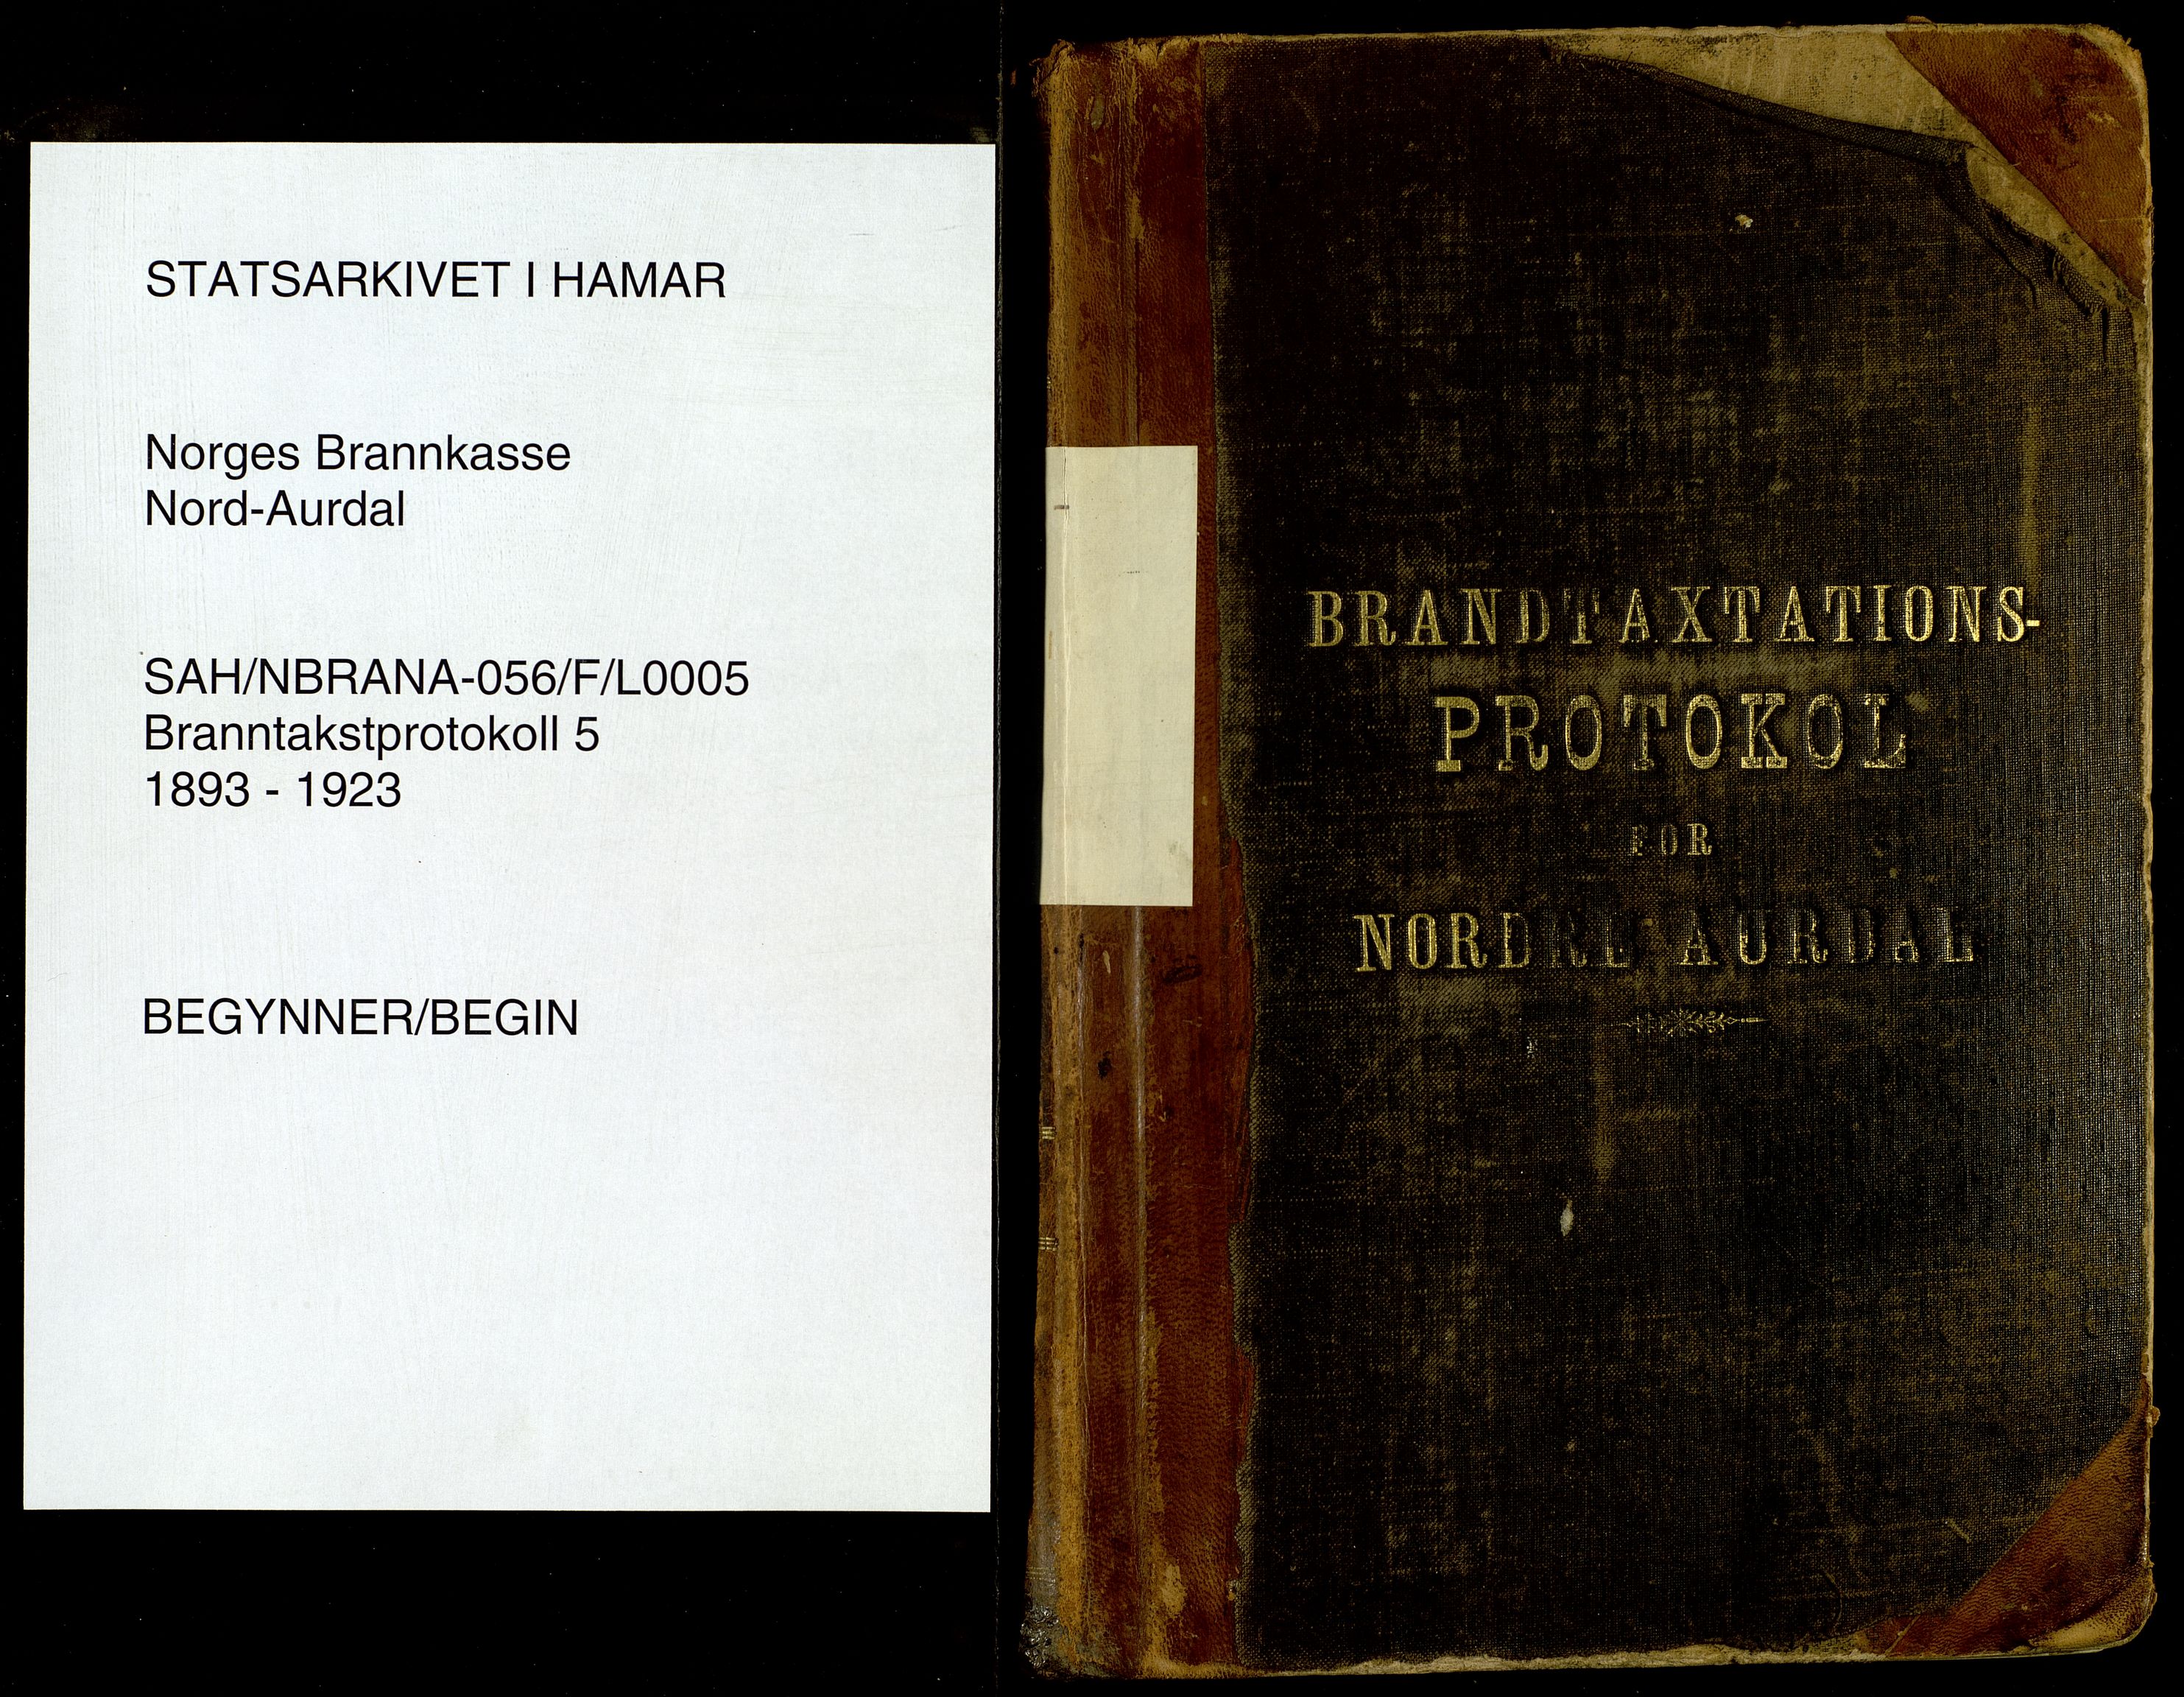 STATSARKIVET I HAMAR
Norges Brannkasse
Nord-Aurdal
SAH/NBRANA-056/F/L0005
Branntakstprotokoll 5
1893 - 1923
BEGYNNER/BEGIN
BRANDTAXTATIONS-
PROTOKOL
FOR
NORDRE AURDAL